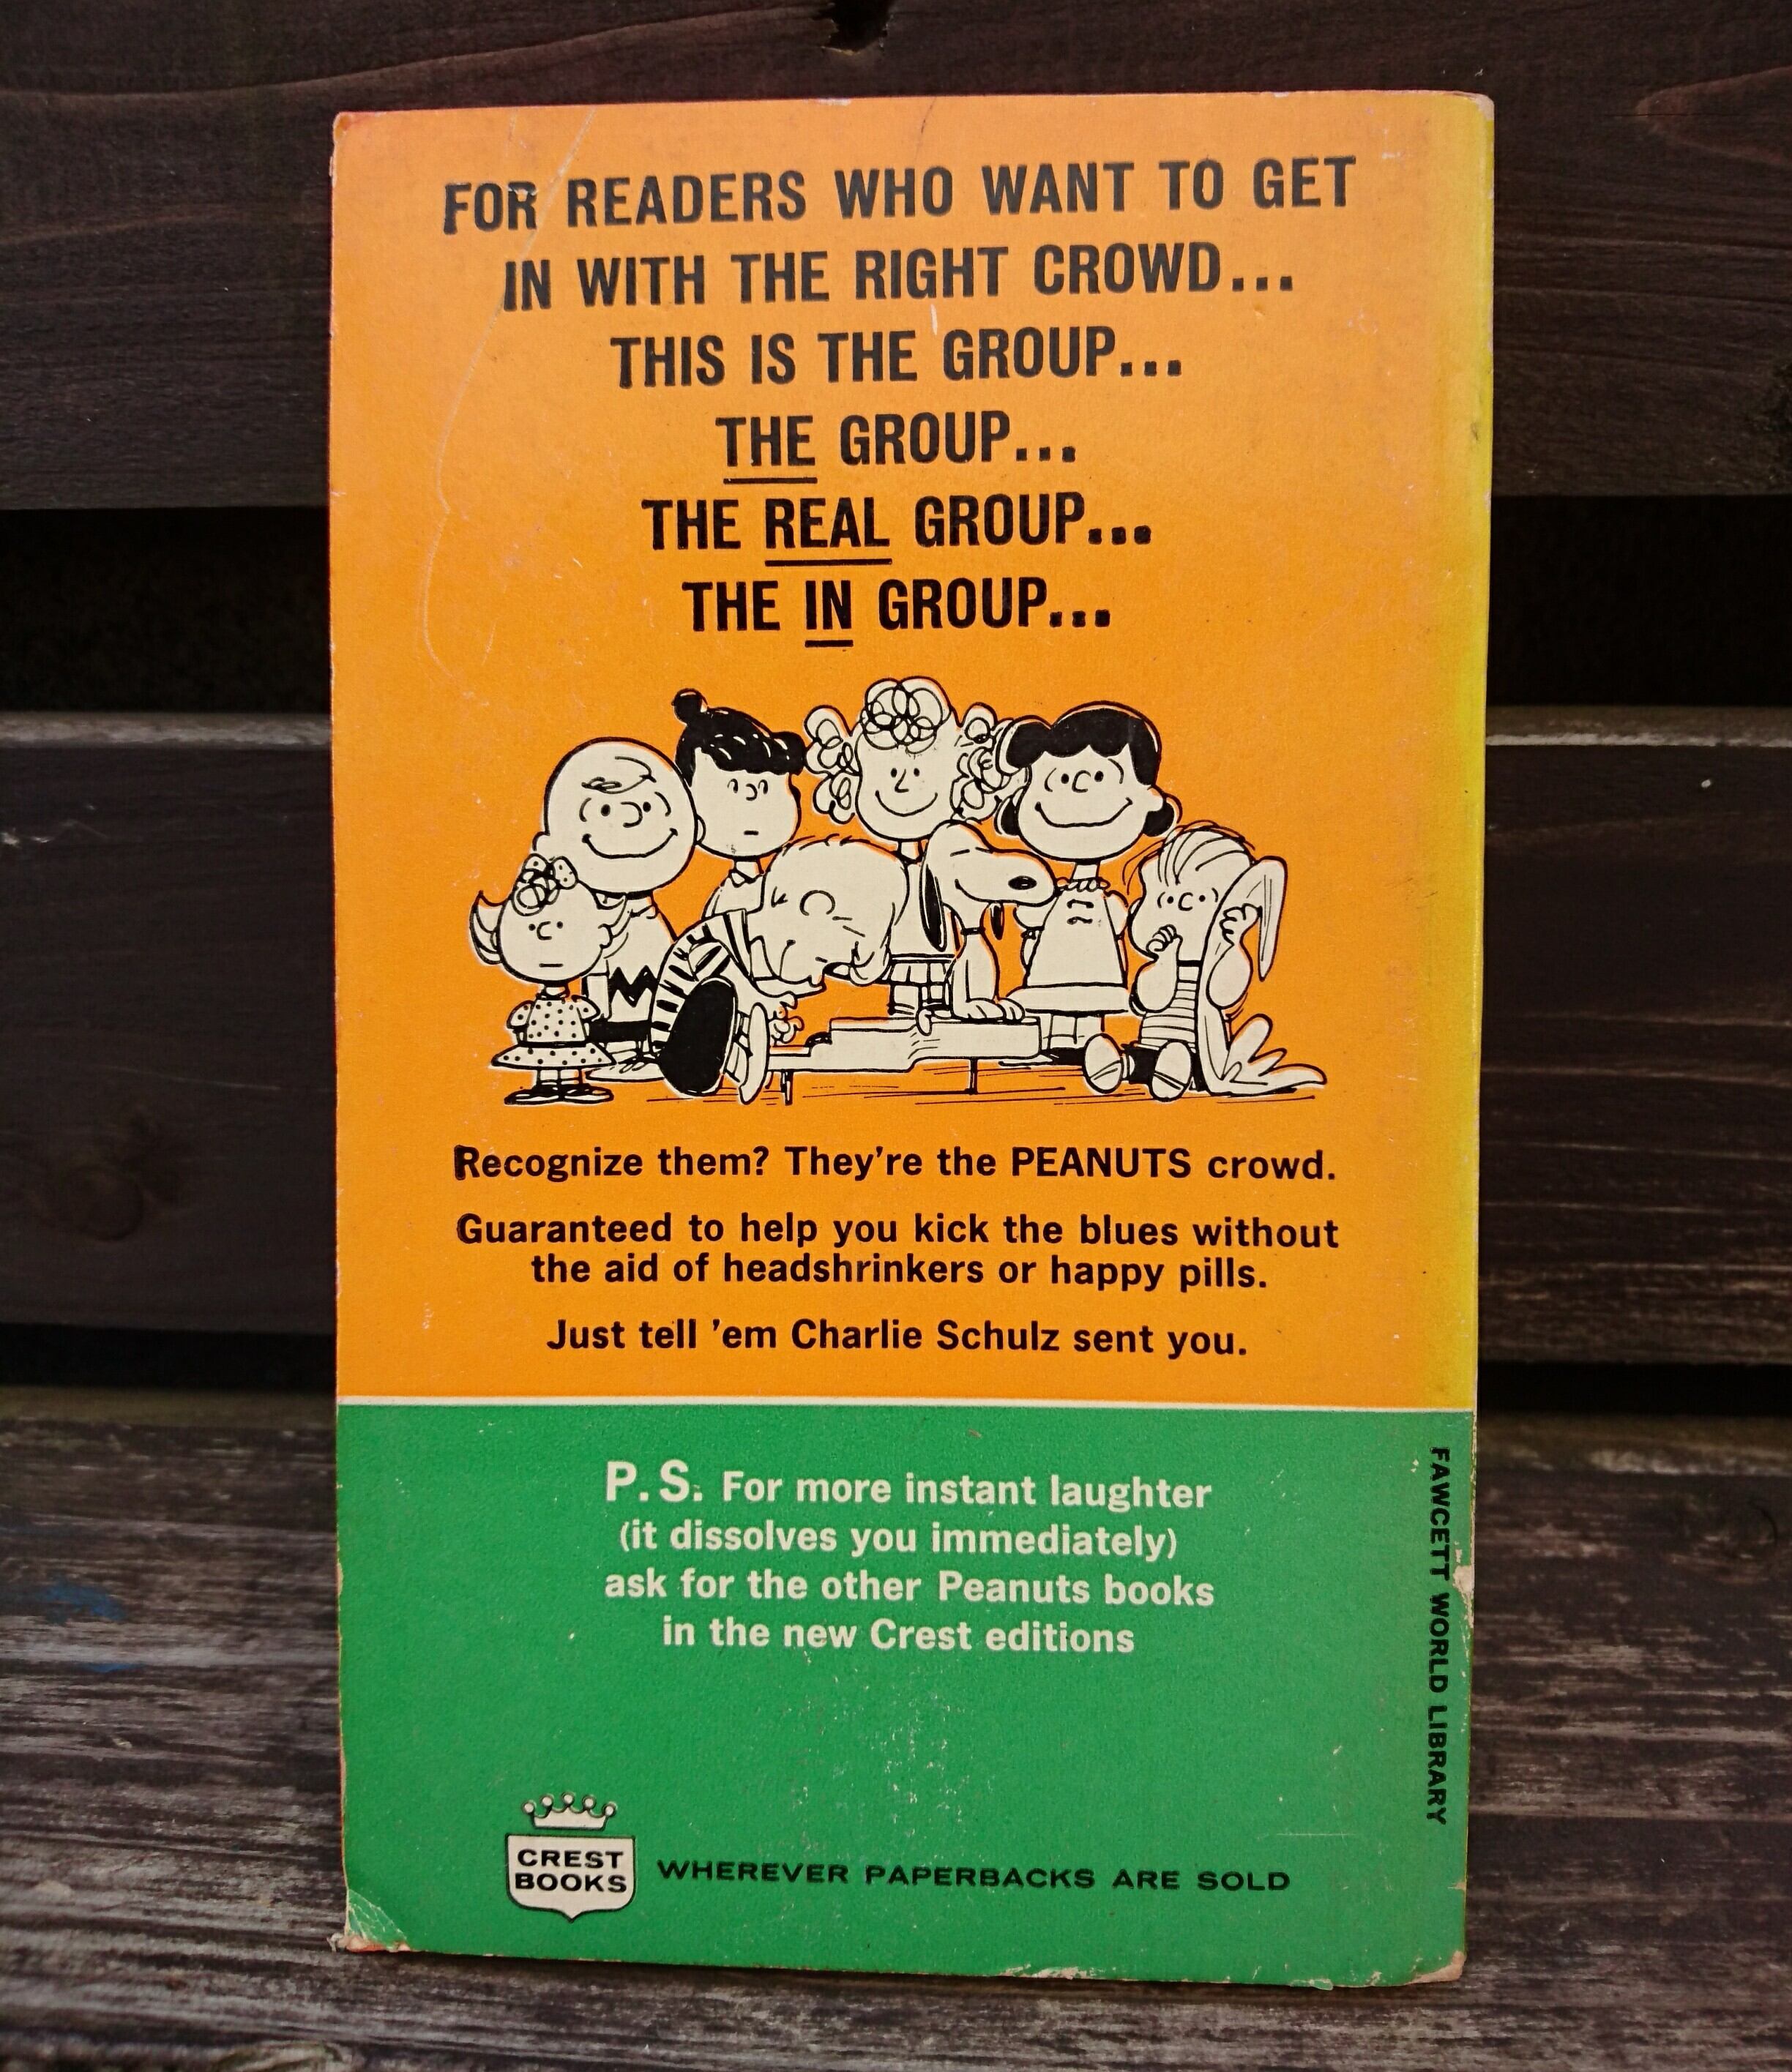 FOR READERS WHO WANT TO GET
IN WITH THE RIGHT CROWD...
THIS IS THE GROUP...
THE GROUP...
THE REAL GROUP...
THE IN GROUP...
Recognize them? They're the PEANUTS crowd.
Guaranteed to help you kick the blues without
the aid of headshrinkers or happy pills.
Just tell 'em Charlie Schulz sent you.
P.S. For more instant laughter
(it dissolves you immediately)
ask for the other Peanuts books
in the new Crest editions
FAWCETT WORLD LIBRARY
CREST
BOOKS
WHEREVER PAPERBACKS ARE SOLD